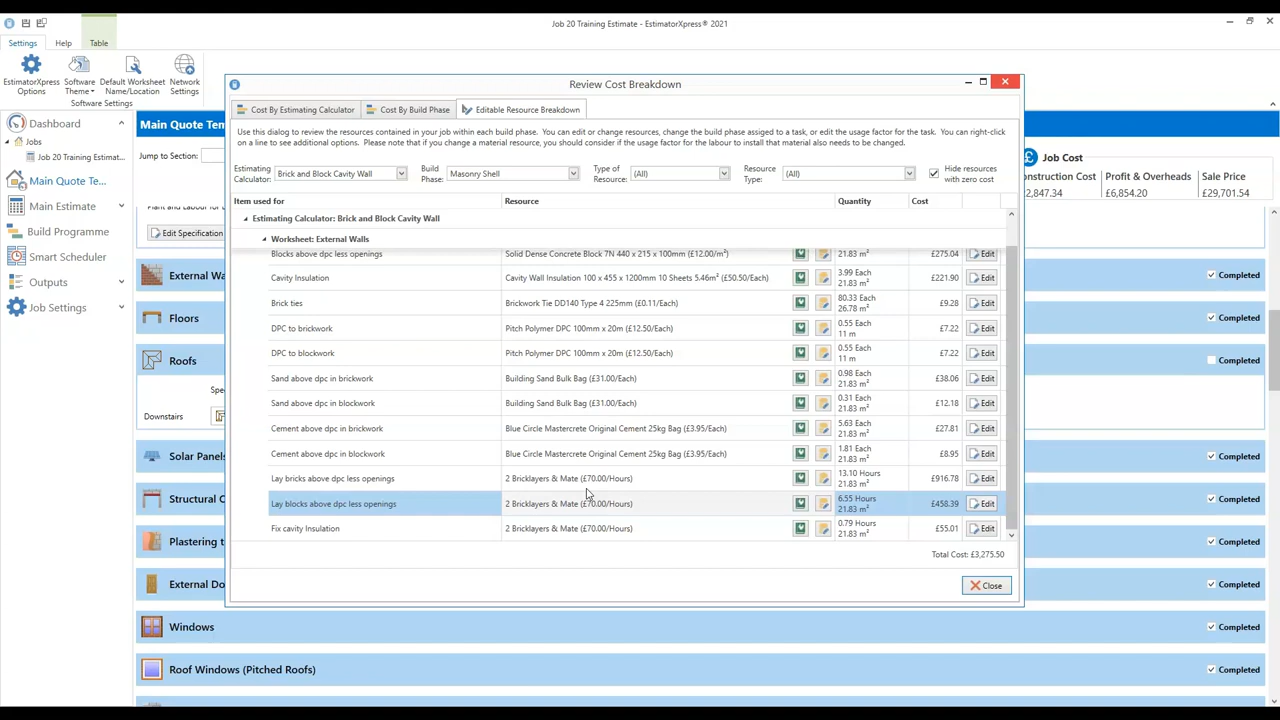 Job 20 Training Estimate - EstimatorXpress® 2021
Settings Help Table
EstimatorXpress Options
Software Theme
Default Worksheet Name/Location
Network Settings
Software Settings
Dashboard
Jobs
Job 20 Training Estimat...
Main Quote Te...
Main Estimate
Build Programme
Smart Scheduler
Outputs
Job Settings
Main Quote Tem
Jump to Section:
Edit Specification
Job Cost
Construction Cost Profit & Overheads Sale Price
2,847.34 £6,854.20 £29,701.54
External Wa Completed
Floors Completed
Roofs Completed
Spe
Downstairs
Solar Panels Completed
Structural C Completed
Plastering t Completed
External Do Completed
Windows Completed
Roof Windows (Pitched Roofs) Completed
Review Cost Breakdown
Cost By Estimating Calculator Cost By Build Phase Editable Resource Breakdown
Use this dialog to review the resources contained in your job within each build phase. You can edit or change resources, change the build phase assigned to a task, or edit the usage factor for the task. You can right-
click on a line to see additional options. Please note that if you change a material resource, you should consider if the usage factor for the labour to install that material also needs to be changed.
Estimating Calculator: Brick and Block Cavity Wall Build Phase: Masonry Shell Type of Resource: (All) Resource Type: (All) Hide resources with zero cost
Item used for Resource Quantity Cost
Estimating Calculator: Brick and Block Cavity Wall
Worksheet: External Walls
Blocks above dpc less openings Solid Dense Concrete Block 7N 440 x 215 x 100mm (£12.00/m²) 21.83 m² £275.04 Edit
Cavity Insulation Cavity Wall Insulation 100 x 455 x 1200mm 10 Sheets 5.46m² (£50.50/Each) 3.99 Each 21.83 m² £221.90 Edit
Brick ties Brickwork Tie DD140 Type 4 225mm (£0.11/Each) 80.33 Each 26.78 m² £9.28 Edit
DPC to brickwork Pitch Polymer DPC 100mm x 20m (£12.50/Each) 0.55 Each 11 m £7.22 Edit
DPC to blockwork Pitch Polymer DPC 100mm x 20m (£12.50/Each) 0.55 Each 11 m £7.22 Edit
Sand above dpc in brickwork Building Sand Bulk Bag (£31.00/Each) 0.98 Each 21.83 m² £38.06 Edit
Sand above dpc in blockwork Building Sand Bulk Bag (£31.00/Each) 0.31 Each 21.83 m² £12.18 Edit
Cement above dpc in brickwork Blue Circle Mastercrete Original Cement 25kg Bag (£3.95/Each) 5.63 Each 21.83 m² £27.81 Edit
Cement above dpc in blockwork Blue Circle Mastercrete Original Cement 25kg Bag (£3.95/Each) 1.81 Each 21.83 m² £8.95 Edit
Lay bricks above dpc less openings 2 Bricklayers & Mate (£70.00/Hours) 13.10 Hours 21.83 m² £916.78 Edit
Lay blocks above dpc less openings 2 Bricklayers & Mate (£70.00/Hours) 6.55 Hours 21.83 m² £458.39 Edit
Fix cavity Insulation 2 Bricklayers & Mate (£70.00/Hours) 0.79 Hours 21.83 m² £55.01 Edit
Total Cost: £3,275.50
Close